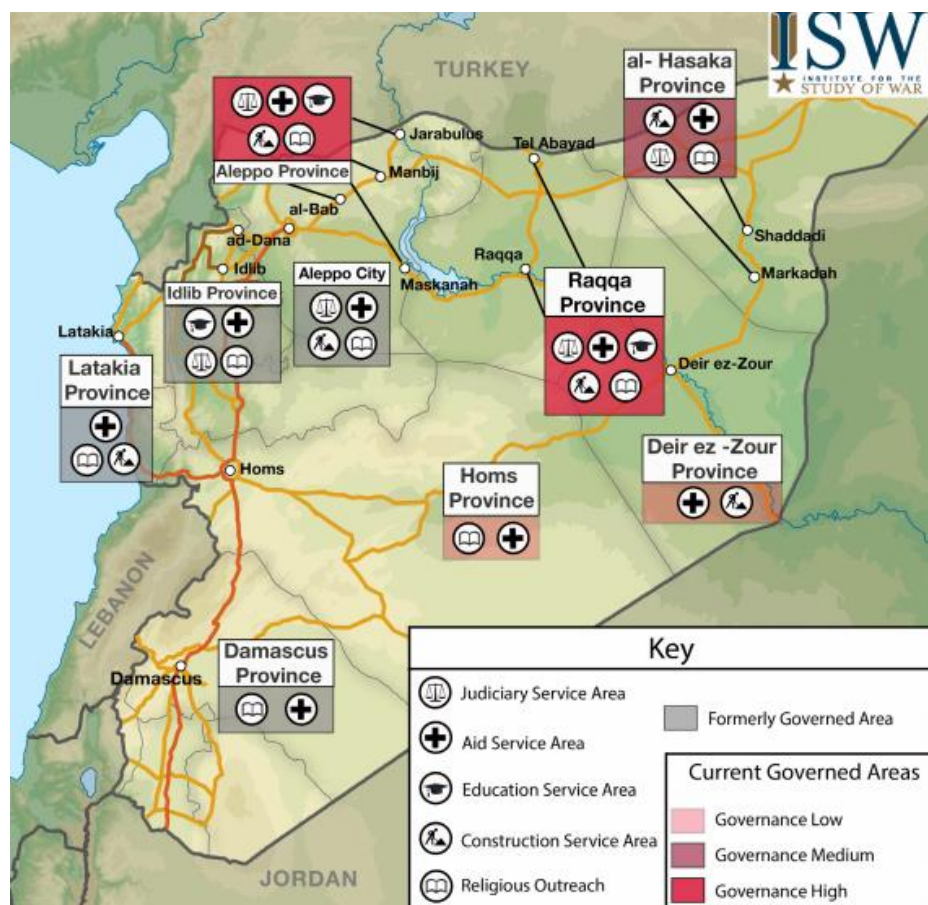 ISW
INSTITUTE FOR THE
STUDY OF WAR
TURKEY
al- Hasaka
Province
Jarabulus
Tel Abayad
Aleppo Province
Manbij
al-Bab
ad-Dana
Shaddadi
Idlib
Aleppo City
Maskanah
Raqqa
Markadah
Raqqa
Province
Idlib Province
Latakia
Latakia
Province
Deir ez-Zour
Homs
Homs
Province
Deir ez -Zour
Province
LEBANON
Damascus
Damascus
Province
JORDAN
Key
Judiciary Service Area
Aid Service Area
Education Service Area
Construction Service Area
Religious Outreach
Formerly Governed Area
Current Governed Areas
Governance Low
Governance Medium
Governance High